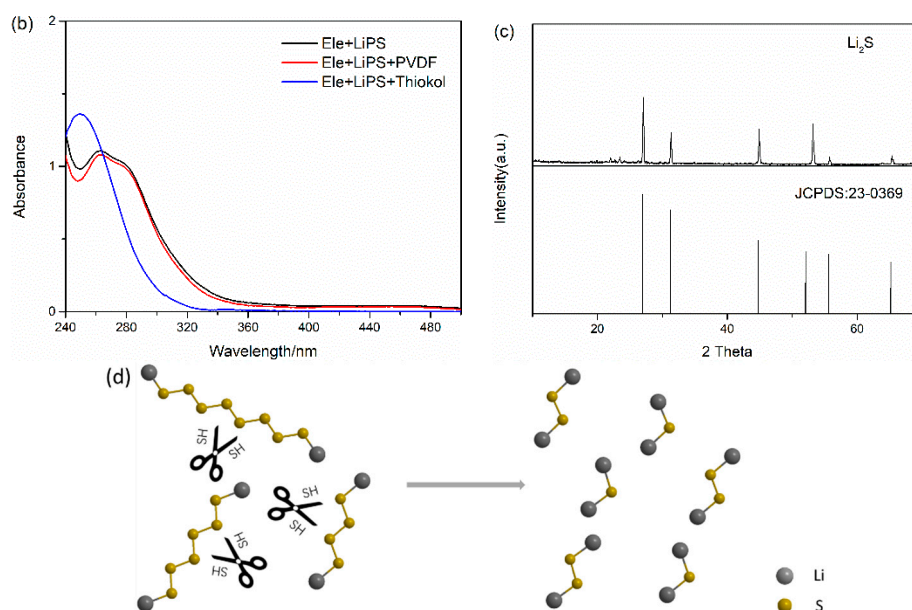 (b)
2
1
0
Absorbance
Ele+LiPS
Ele+LiPS+PVDF
Ele+LiPS+Thiokol
240
280
320
360
400
440
480
Wavelength/nm
(c)
Li₂S
JCPDS:23-0369
Intensity(a.u.)
20
40
60
2 Theta
(d)
SH
SH
SH
SH
HS
HS
Li
S